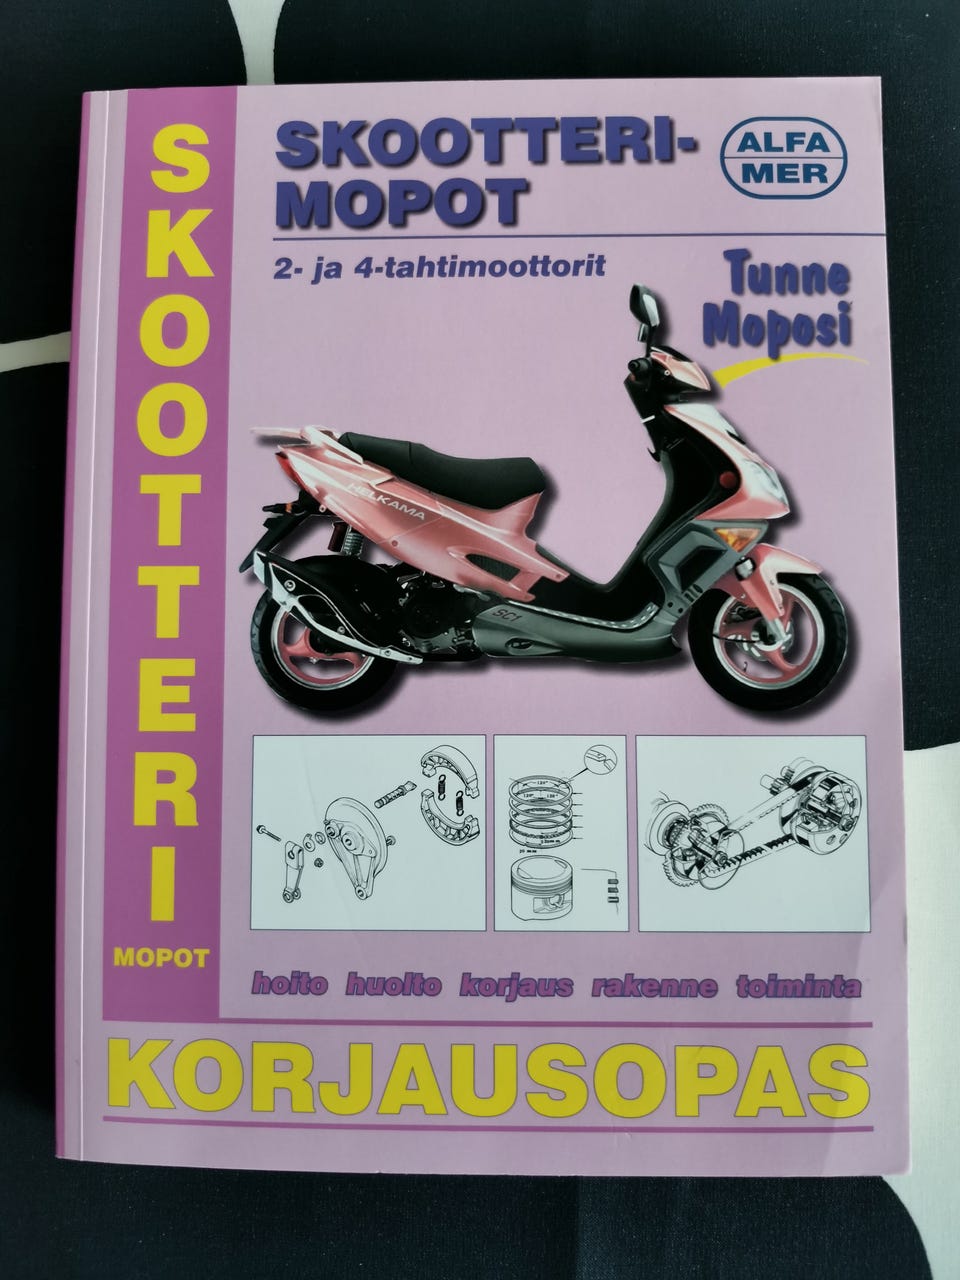 SKOOTTERI
MOPOT
SKOOTTERI-
MOPOT
ALFA
MER
2- ja 4-tahtimoottorit
Tunne
Moposi
HELKAMA
SC1
hoito huolto korjaus rakenne toiminta
KORJAUSOPAS